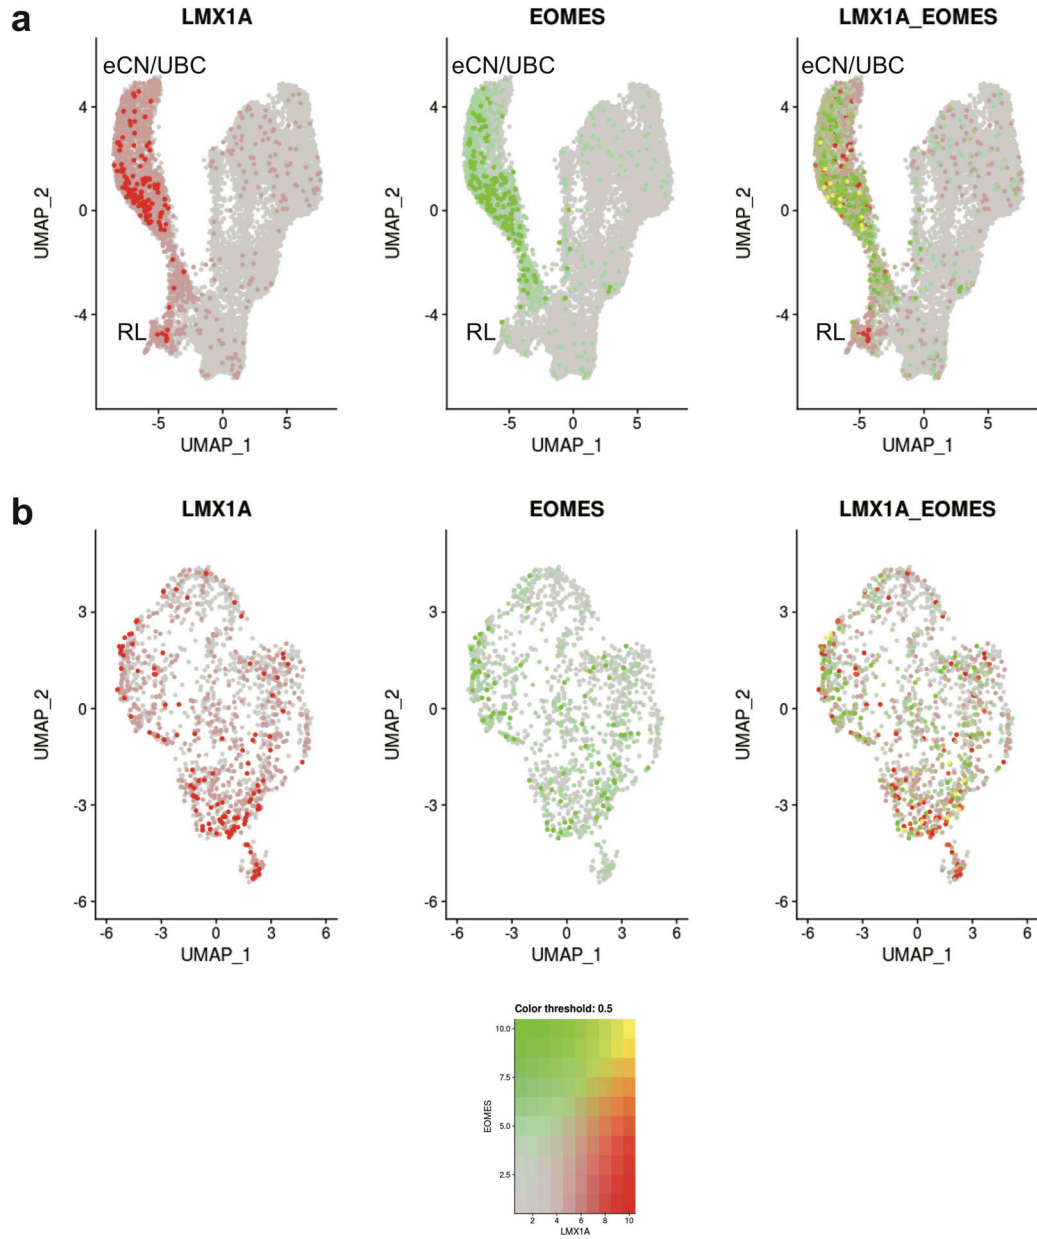 a
LMX1A EOMES LMX1A_EOMES
eCN/UBC eCN/UBC eCN/UBC
4 4 4
UMAP_2 UMAP_2 UMAP_2
0 0 0
-4 -4 -4
RL RL RL
-5 0 5 -5 0 5 -5 0 5
UMAP_1 UMAP_1 UMAP_1
b
LMX1A EOMES LMX1A_EOMES
3 3 3
UMAP_2 UMAP_2 UMAP_2
0 0 0
-3 -3 -3
-6 -6 -6
-6 -3 0 3 6 -6 -3 0 3 6 -6 -3 0 3 6
UMAP_1 UMAP_1 UMAP_1
Color threshold: 0.5
10.0
7.5
EOMES
5.0
2.5
2 4 6 8 10
LMX1A